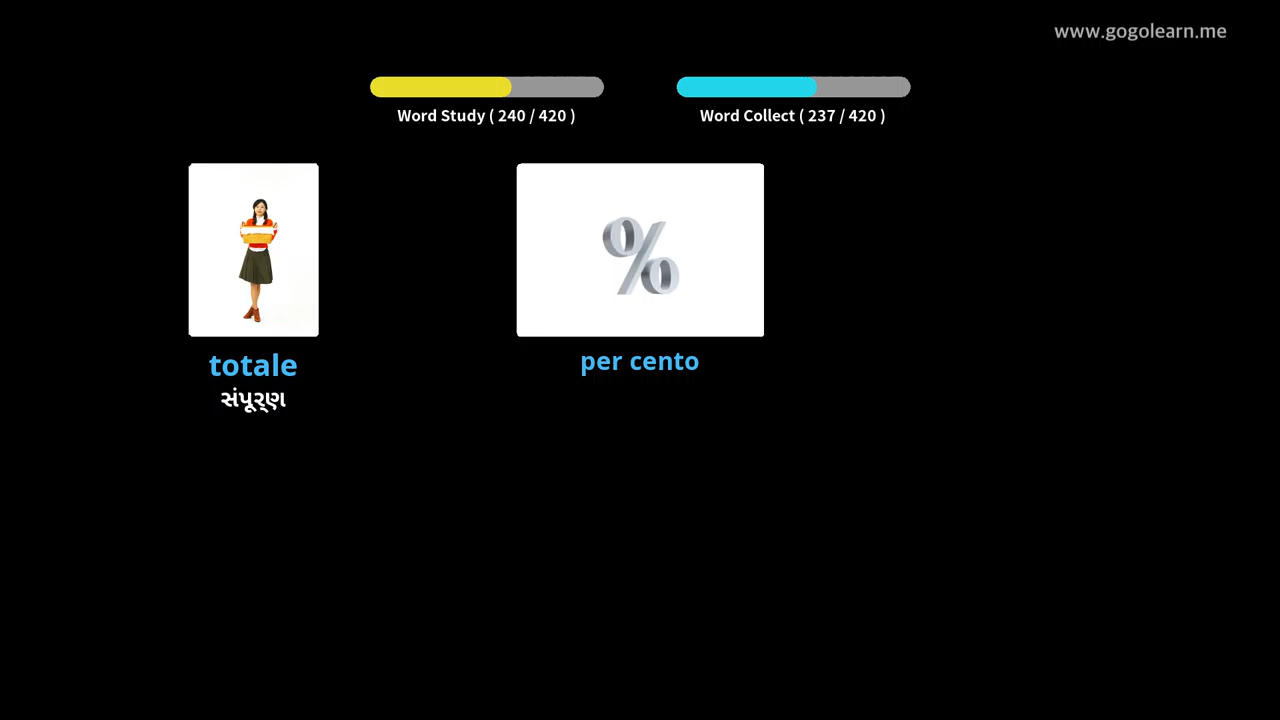 www.gogolearn.me
Word Study ( 240 / 420 )
Word Collect ( 237 / 420 )
%
totale
per cento
સંપૂર્ણ